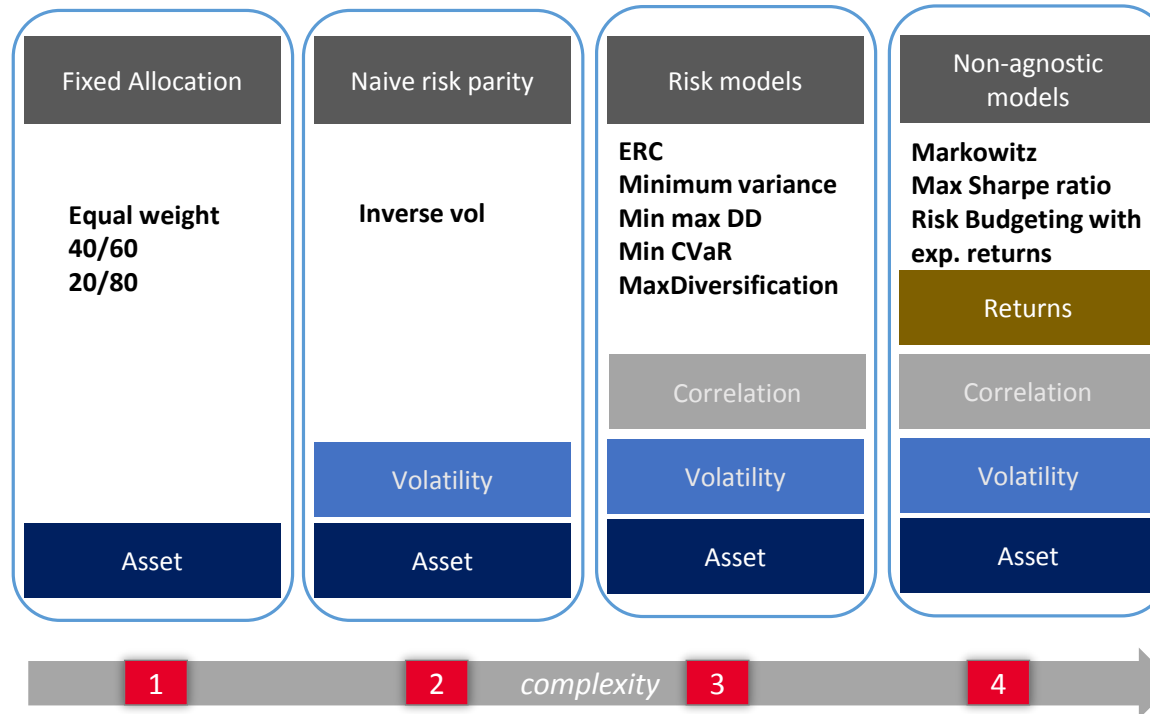 Fixed Allocation
Equal weight
40/60
20/80
Asset
Naive risk parity
Inverse vol
Volatility
Asset
Risk models
ERC
Minimum variance
Min max DD
Min CVaR
MaxDiversification
Correlation
Volatility
Asset
Non-agnostic
models
Markowitz
Max Sharpe ratio
Risk Budgeting with
exp. returns
Returns
Correlation
Volatility
Asset
1
2
complexity
3
4